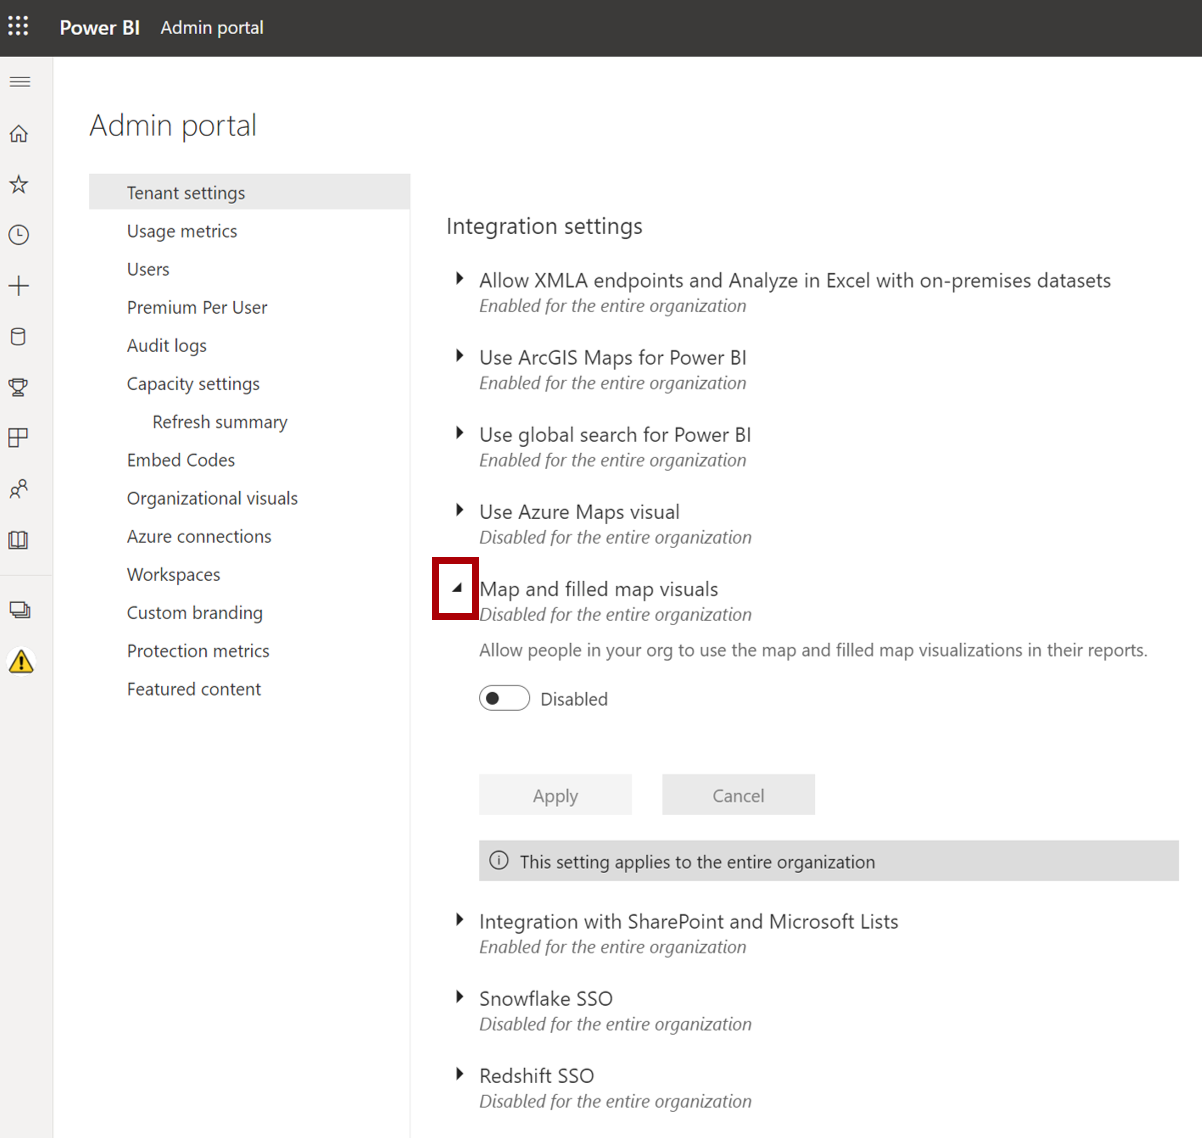 Power BI Admin portal
Admin portal
Tenant settings
Usage metrics
Users
Premium Per User
Audit logs
Capacity settings
Refresh summary
Embed Codes
Organizational visuals
Azure connections
Workspaces
Custom branding
Protection metrics
Featured content
Integration settings
Allow XMLA endpoints and Analyze in Excel with on-premises datasets
Enabled for the entire organization
Use ArcGIS Maps for Power BI
Enabled for the entire organization
Use global search for Power BI
Enabled for the entire organization
Use Azure Maps visual
Disabled for the entire organization
Map and filled map visuals
Disabled for the entire organization
Allow people in your org to use the map and filled map visualizations in their reports.
Disabled
Apply Cancel
This setting applies to the entire organization
Integration with SharePoint and Microsoft Lists
Enabled for the entire organization
Snowflake SSO
Disabled for the entire organization
Redshift SSO
Disabled for the entire organization